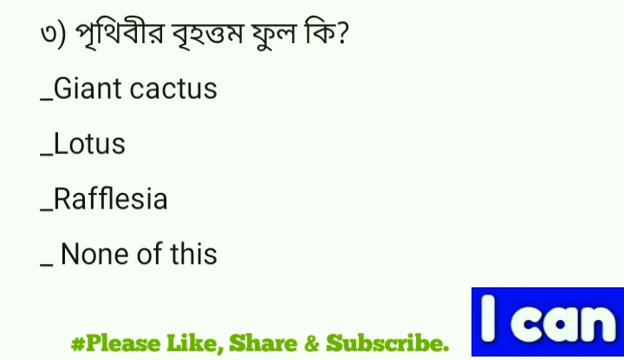 ৩) পৃথিবীর বৃহত্তম ফুল কি?
_Giant cactus
_Lotus
_Rafflesia
_ None of this
I can
#Please Like, Share & Subscribe.